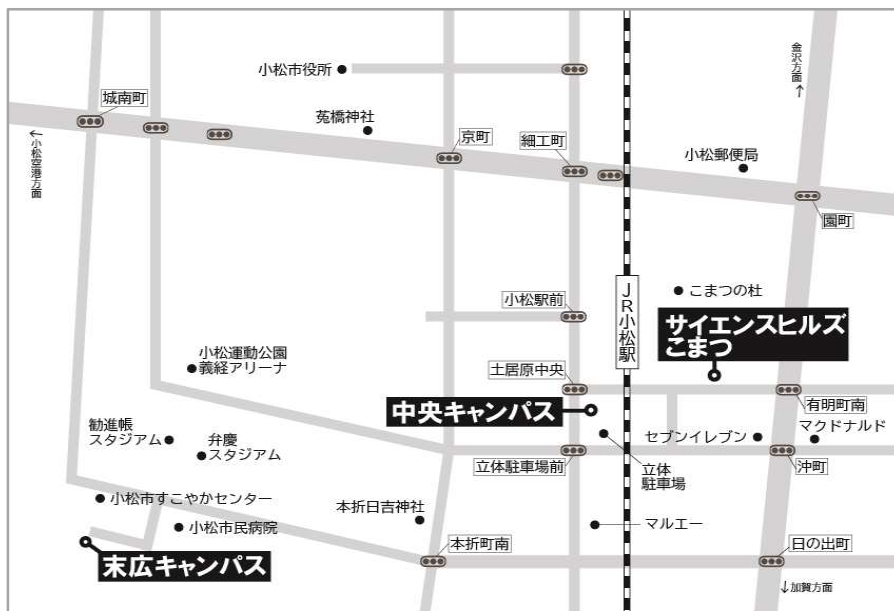 小松市役所
金沢方面
↑
城南町
菟橋神社
京町
細工町
小松郵便局
←小松空港方面
園町
JR小松駅
こまつの杜
小松駅前
サイエンスヒルズ
こまつ
小松運動公園
義経アリーナ
土居原中央
中央キャンパス
有明町南
勧進帳
スタジアム
弁慶
スタジアム
セブンイレブン
マクドナルド
立体駐車場前
立体
駐車場
沖町
小松市すこやかセンター
本折日吉神社
小松市民病院
マルエー
末広キャンパス
本折町南
日の出町
↓加賀方面